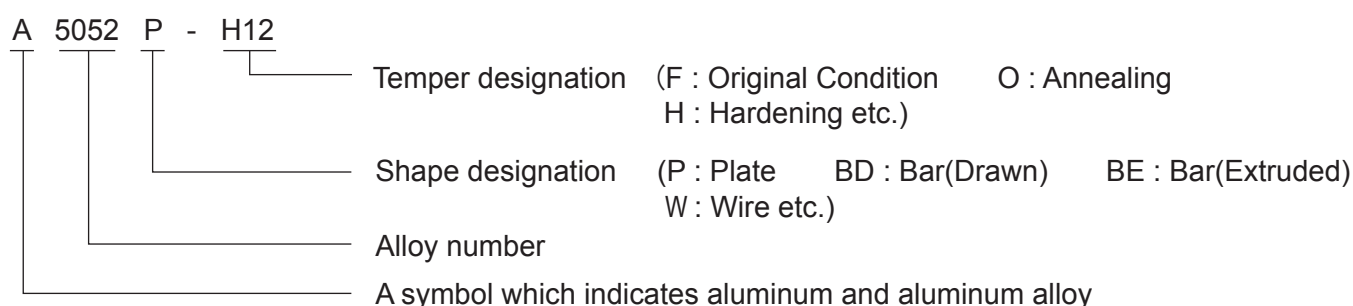 A 5052 P - H12
Temper designation （F : Original Condition O : Annealing
H : Hardening etc.)
Shape designation (P : Plate BD : Bar(Drawn) BE : Bar(Extruded)
W : Wire etc.)
Alloy number
A symbol which indicates aluminum and aluminum alloy